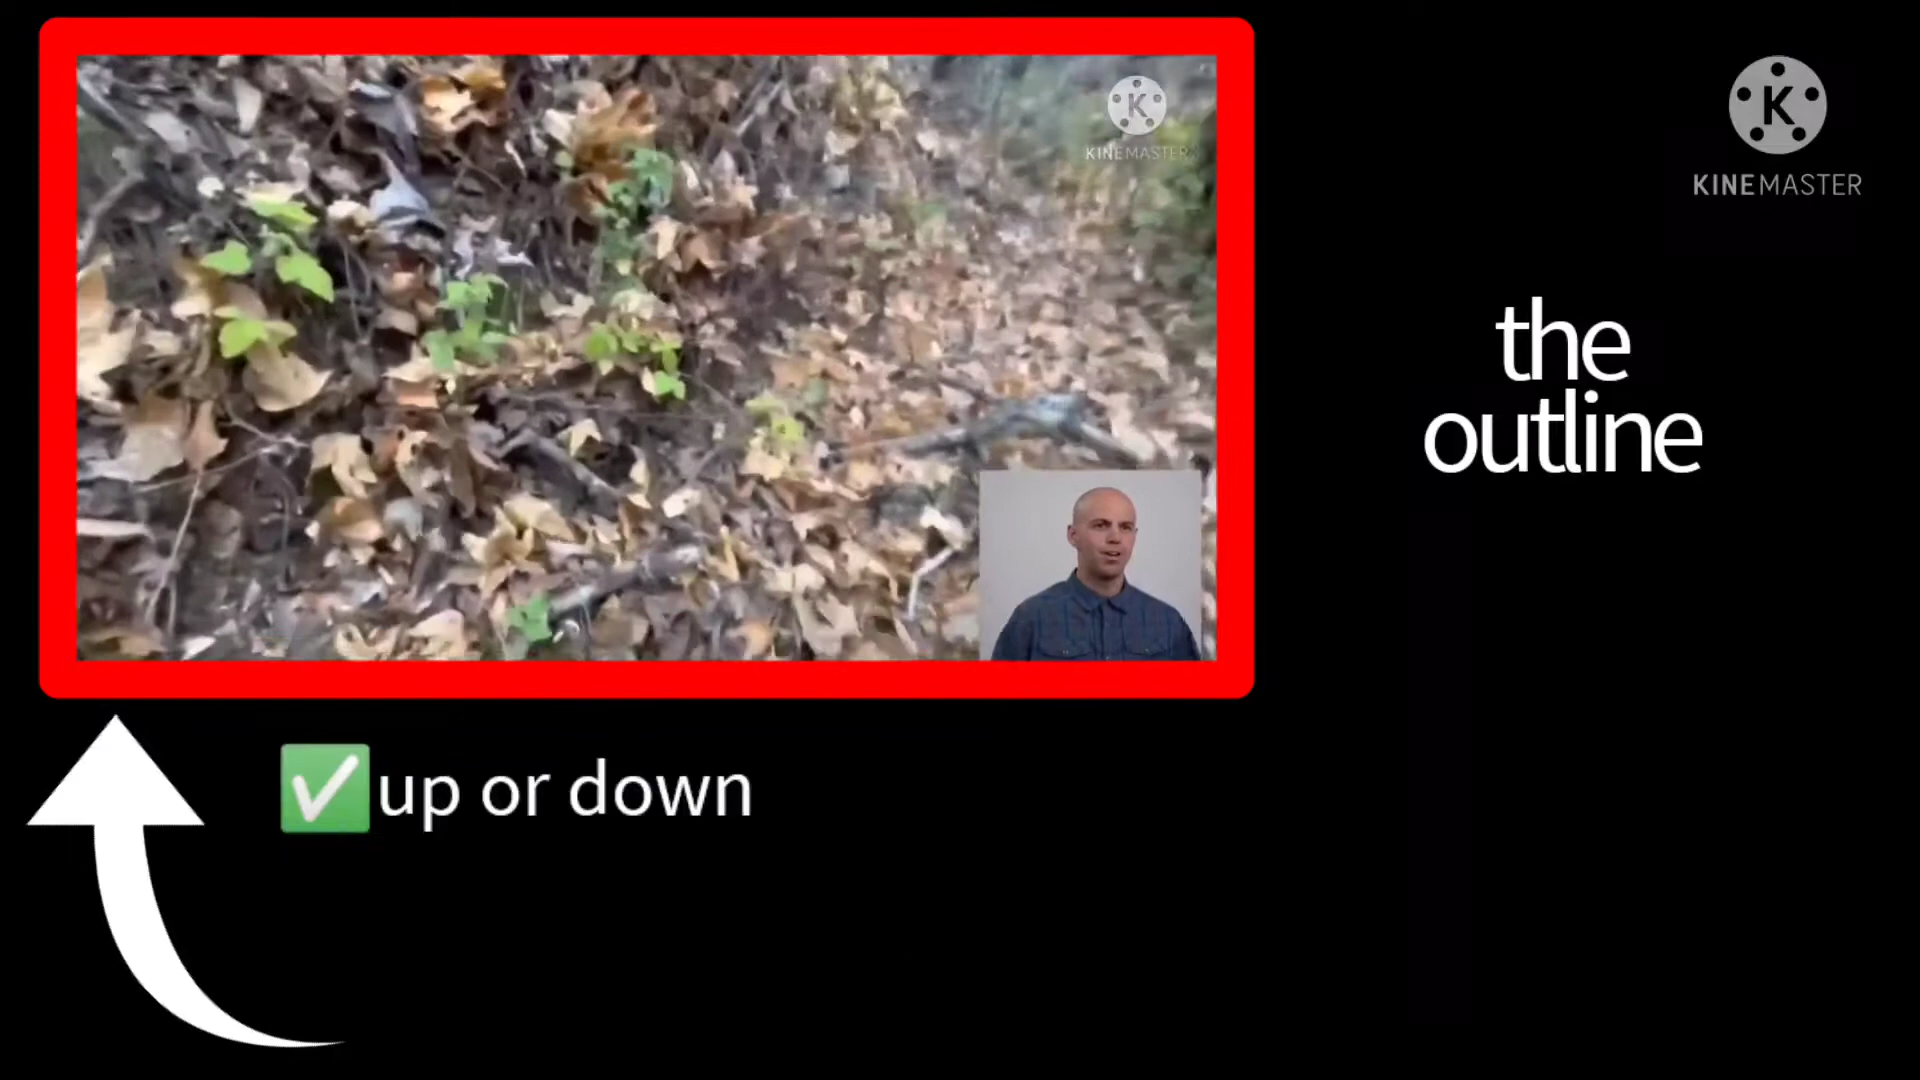 K
KINEMASTER
K
KINEMASTER
the
outline
✅up or down